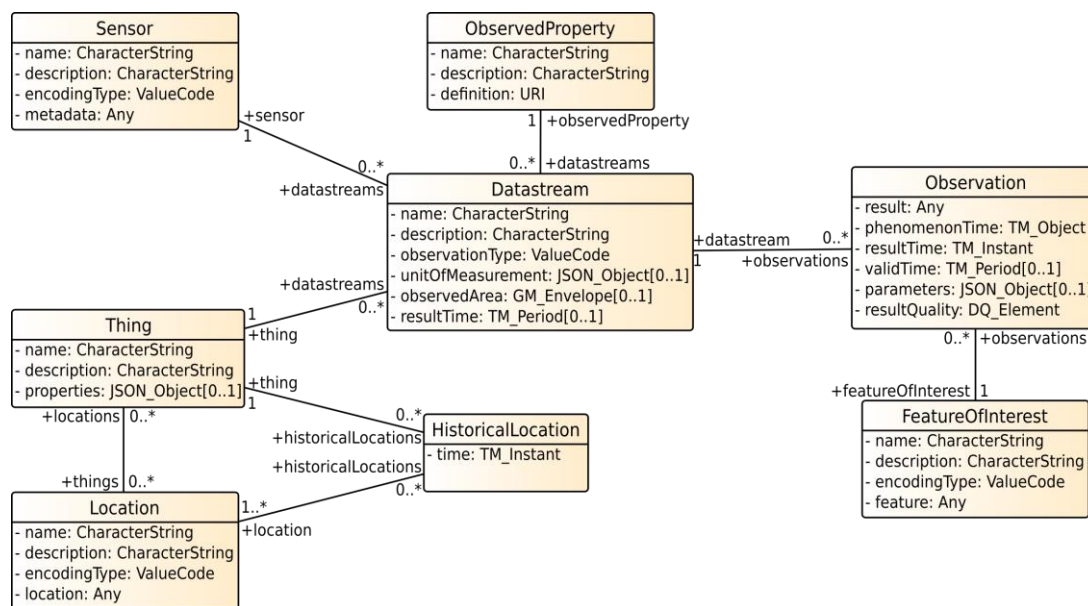 Sensor
- name: CharacterString
- description: CharacterString
- encodingType: ValueCode
- metadata: Any
ObservedProperty
- name: CharacterString
- description: CharacterString
- definition: URI
+sensor
1
1
+observedProperty
0..*
+datastreams
0..*
+datastreams
Datastream
- name: CharacterString
- description: CharacterString
- observationType: ValueCode
- unitOfMeasurement: JSON_Object[0..1]
- observedArea: GM_Envelope[0..1]
- resultTime: TM_Period[0..1]
+datastream
1
0..*
+observations
Observation
- result: Any
- phenomenonTime: TM_Object
- resultTime: TM_Instant
- validTime: TM_Period[0..1]
- parameters: JSON_Object[0..1]
- resultQuality: DQ_Element
+datastreams
0..*
1
+thing
Thing
- name: CharacterString
- description: CharacterString
- properties: JSON_Object[0..1]
0..*
+observations
+featureOfInterest
1
FeatureOfInterest
- name: CharacterString
- description: CharacterString
- encodingType: ValueCode
- feature: Any
+thing
1
0..*
+historicalLocations
HistoricalLocation
- time: TM_Instant
+historicalLocations
0..*
+locations
0..*
+things
0..*
1..*
+location
Location
- name: CharacterString
- description: CharacterString
- encodingType: ValueCode
- location: Any